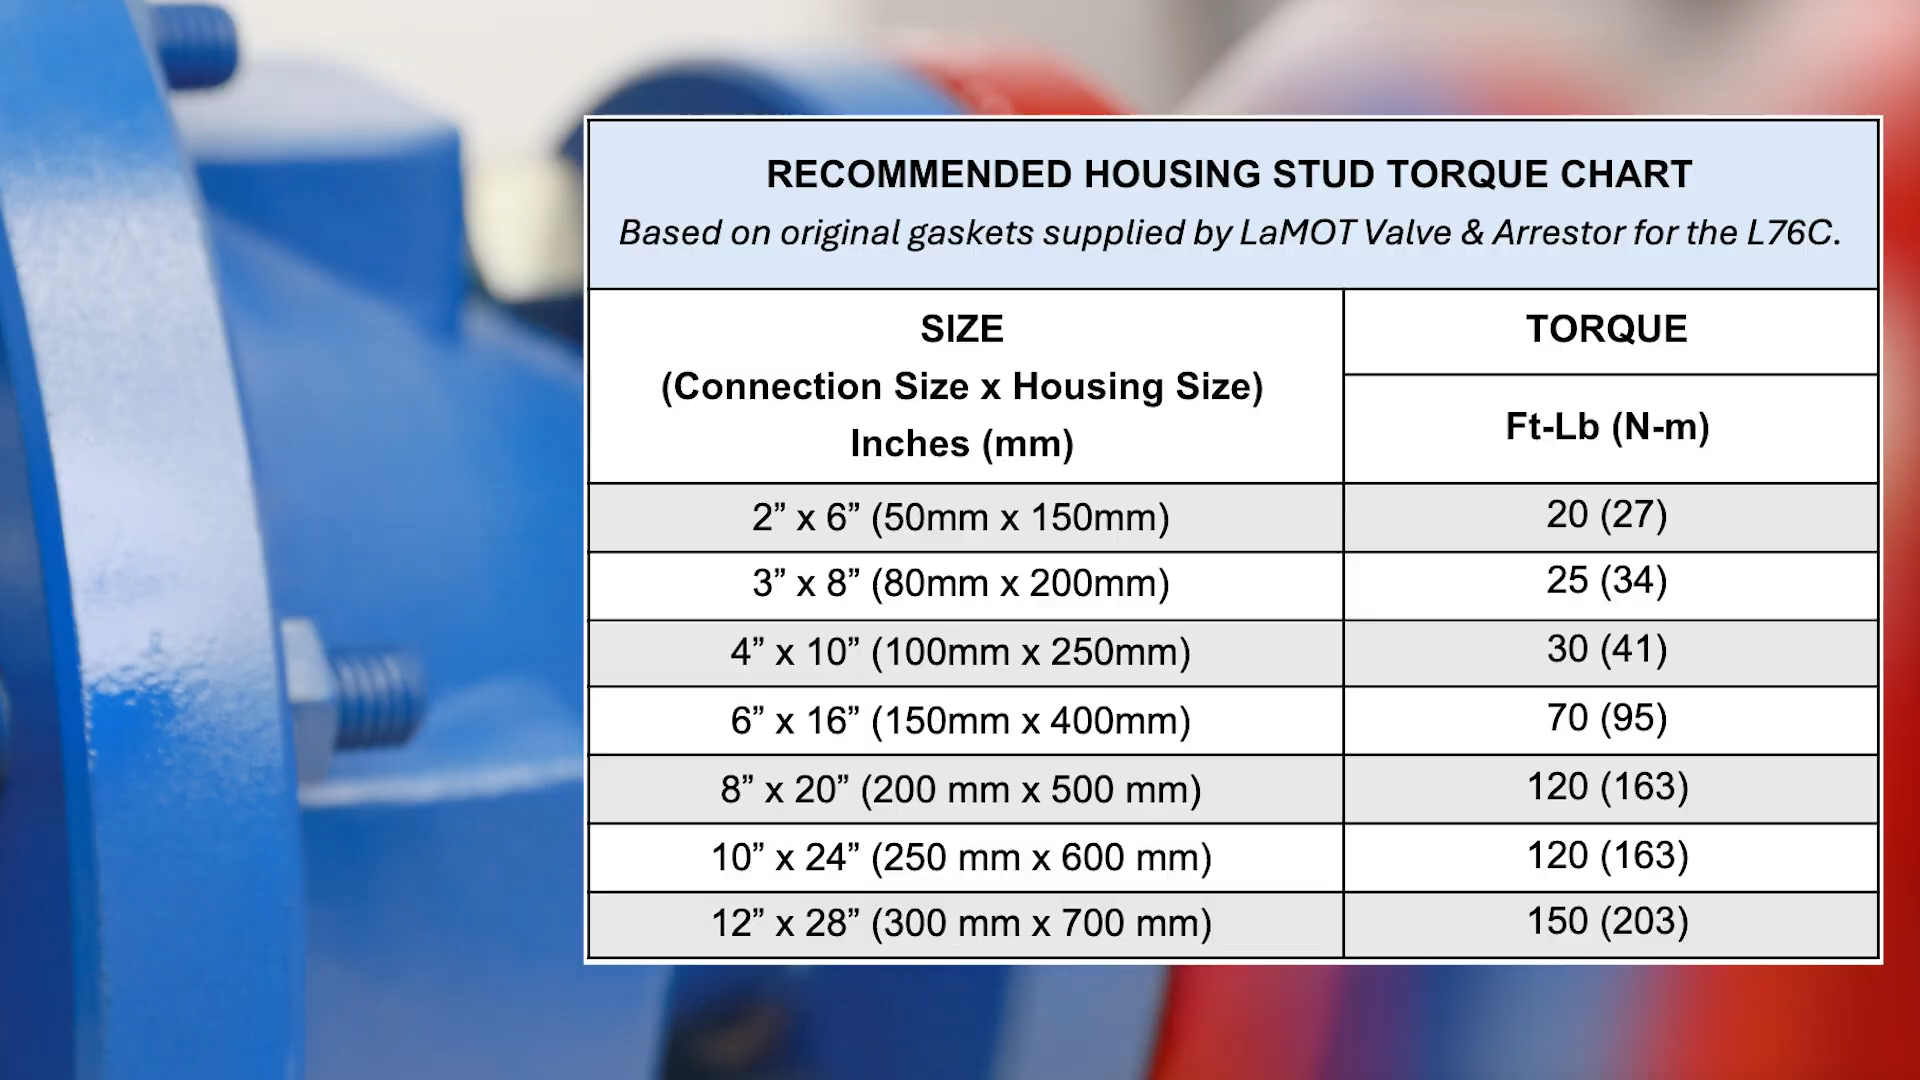 RECOMMENDED HOUSING STUD TORQUE CHART
Based on original gaskets supplied by LaMOT Valve & Arrestor for the L76C.
SIZE
(Connection Size x Housing Size)
Inches (mm)
TORQUE
Ft-Lb (N-m)
2” x 6” (50mm x 150mm) 20 (27)
3” x 8” (80mm x 200mm) 25 (34)
4” x 10” (100mm x 250mm) 30 (41)
6” x 16” (150mm x 400mm) 70 (95)
8” x 20” (200 mm x 500 mm) 120 (163)
10” x 24” (250 mm x 600 mm) 120 (163)
12” x 28” (300 mm x 700 mm) 150 (203)